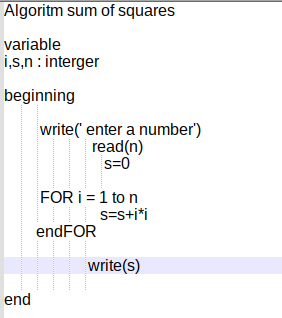 Algoritm sum of squares
variable
i,s,n : interger
beginning
write(' enter a number')
read(n)
s=0
FOR i = 1 to n
s=s+i*i
endFOR
write(s)
end